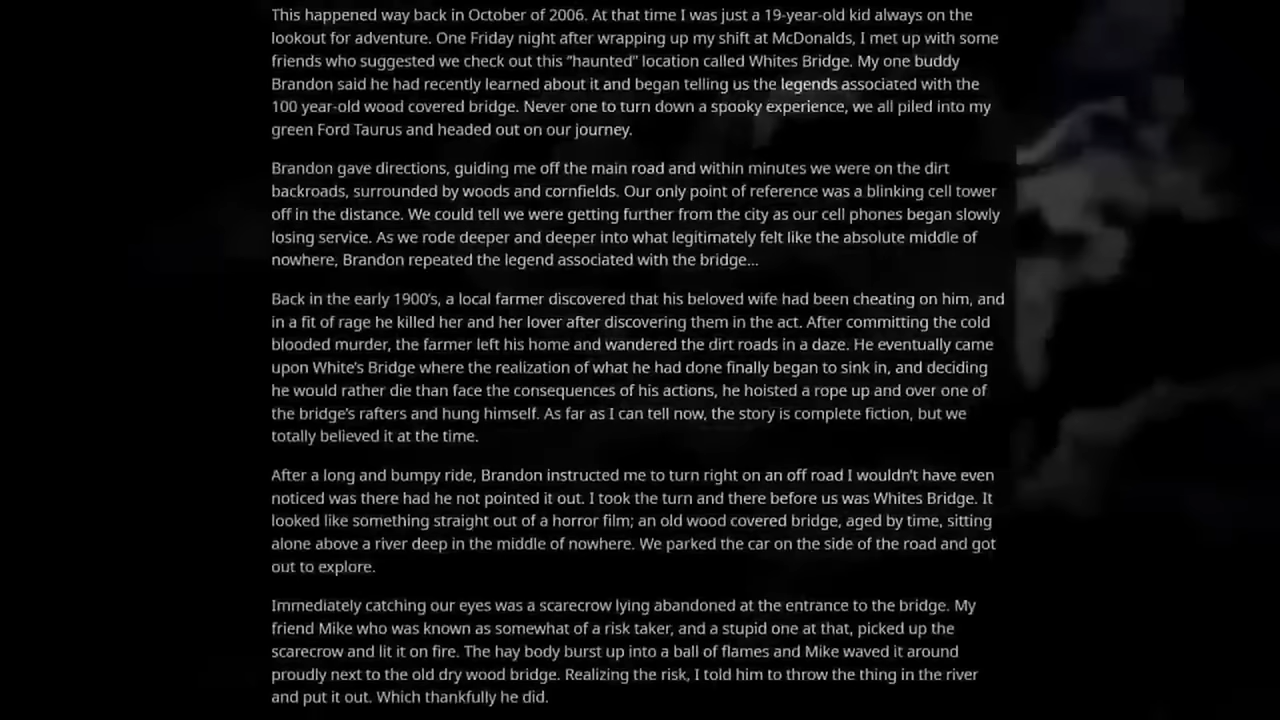 This happened way back in October of 2006. At that time I was just a 19-year-old kid always on the
lookout for adventure. One Friday night after wrapping up my shift at McDonalds, I met up with some
friends who suggested we check out this "haunted" location called Whites Bridge. My one buddy
Brandon said he had recently learned about it and began telling us the legends associated with the
100 year-old wood covered bridge. Never one to turn down a spooky experience, we all piled into my
green Ford Taurus and headed out on our journey.
Brandon gave directions, guiding me off the main road and within minutes we were on the dirt
backroads, surrounded by woods and cornfields. Our only point of reference was a blinking cell tower
off in the distance. We could tell we were getting further from the city as our cell phones began slowly
losing service. As we rode deeper and deeper into what legitimately felt like the absolute middle of
nowhere, Brandon repeated the legend associated with the bridge...
Back in the early 1900's, a local farmer discovered that his beloved wife had been cheating on him, and
in a fit of rage he killed her and her lover after discovering them in the act. After committing the cold
blooded murder, the farmer left his home and wandered the dirt roads in a daze. He eventually came
upon White's Bridge where the realization of what he had done finally began to sink in, and deciding
he would rather die than face the consequences of his actions, he hoisted a rope up and over one of
the bridge's rafters and hung himself. As far as I can tell now, the story is complete fiction, but we
totally believed it at the time.
After a long and bumpy ride, Brandon instructed me to turn right on an off road I wouldn't have even
noticed was there had he not pointed it out. I took the turn and there before us was Whites Bridge. It
looked like something straight out of a horror film; an old wood covered bridge, aged by time, sitting
alone above a river deep in the middle of nowhere. We parked the car on the side of the road and got
out to explore.
Immediately catching our eyes was a scarecrow lying abandoned at the entrance to the bridge. My
friend Mike who was known as somewhat of a risk taker, and a stupid one at that, picked up the
scarecrow and lit it on fire. The hay body burst up into a ball of flames and Mike waved it around
proudly next to the old dry wood bridge. Realizing the risk, I told him to throw the thing in the river
and put it out. Which thankfully he did.